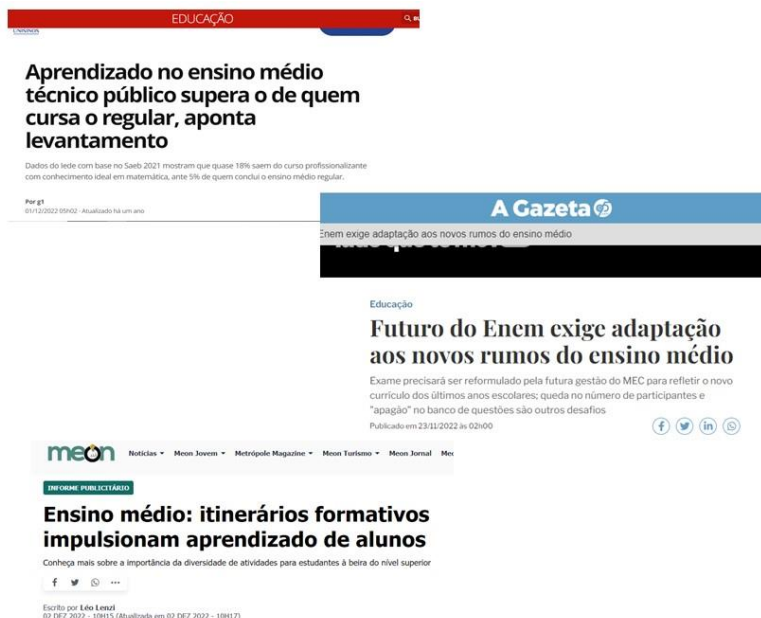 EDUCAÇÃO
UNISINOS
Aprendizado no ensino médio
técnico público supera o de quem
cursa o regular, aponta
levantamento
Dados do Iede com base no Saeb 2021 mostram que quase 18% saem do curso profissionalizante
com conhecimento ideal em matemática, ante 5% de quem conclui o ensino médio regular.
Por g1
01/12/2022 05h02 · Atualizado há um ano
A Gazeta
Enem exige adaptação aos novos rumos do ensino médio
Educação
Futuro do Enem exige adaptação
aos novos rumos do ensino médio
Exame precisará ser reformulado pela futura gestão do MEC para refletir o novo
currículo dos últimos anos escolares; queda no número de participantes e
"apagão" no banco de questões são outros desafios
Publicado em 23/11/2022 às 02h00
meon
Notícias Meon Jovem Metrópole Magazine Meon Turismo Meon Jornal
INFORME PUBLICITÁRIO
Ensino médio: itinerários formativos
impulsionam aprendizado de alunos
Conheça mais sobre a importância da diversidade de atividades para estudantes à beira do nível superior
Escrito por Léo Lenzi
02 DEZ 2022 - 10H15 (Atualizada em 02 DEZ 2022 - 10H17)